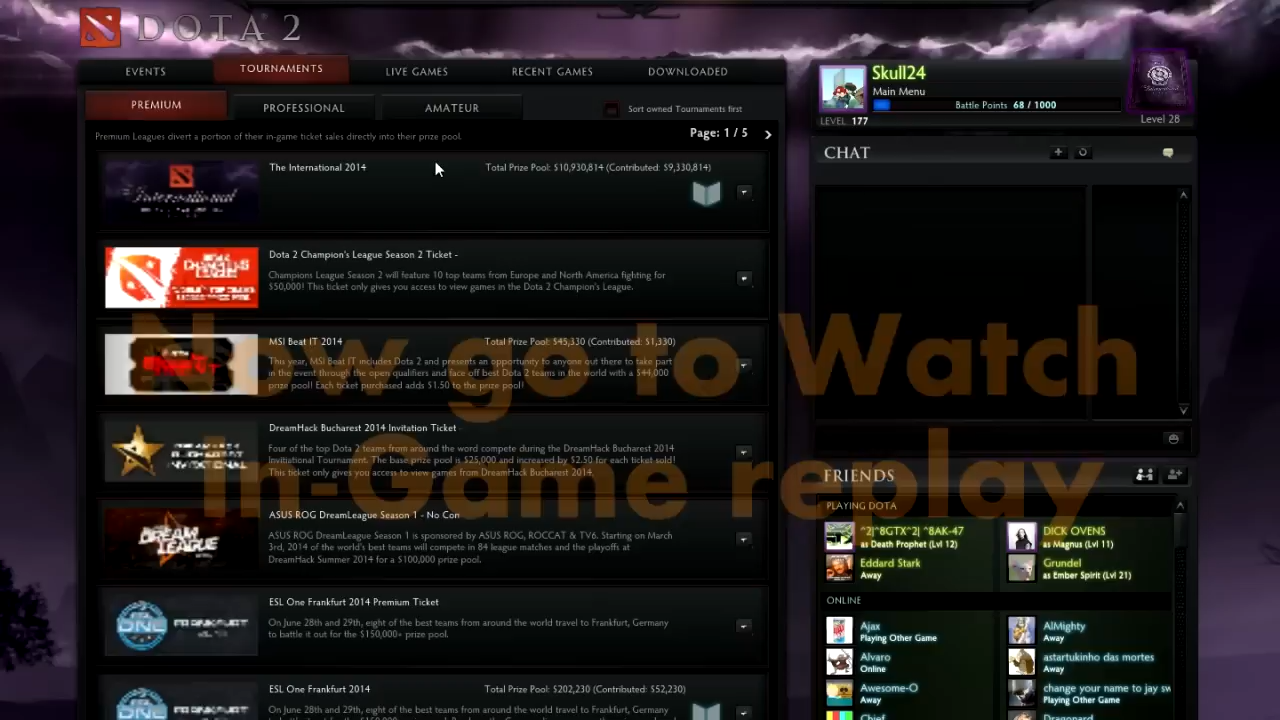 DOTA 2
EVENTS
TOURNAMENTS
LIVE GAMES
RECENT GAMES
DOWNLOADED
PREMIUM
PROFESSIONAL
AMATEUR
Sort owned Tournaments first
Premium Leagues divert a portion of their in-game ticket sales directly into their prize pool.
Page: 1 / 5
The International 2014
Total Prize Pool: $10,930,814 (Contributed: $9,330,814)
International
Dota 2 Champion's League Season 2 Ticket -
Champions League Season 2 will feature 10 top teams from Europe and North America fighting for
$50,000! This ticket only gives you access to view games in the Dota 2 Champion's League.
MSI Beat IT 2014
Total Prize Pool: $45,330 (Contributed: $1,330)
This year, MSI Beat IT includes Dota 2 and presents an opportunity to anyone out there to take part
in the event through the open qualifiers and face off best Dota 2 teams in the world with a $44,000
prize pool! Each ticket purchased adds $1.50 to the prize pool!
DreamHack Bucharest 2014 Invitation Ticket
Four of the top Dota 2 teams from around the word compete during the DreamHack Bucharest 2014
Invitational Tournament. The base prize pool is $25,000 and increased by $2.50 for each ticket sold!
This ticket only gives you access to view games from DreamHack Bucharest 2014.
ASUS ROG DreamLeague Season 1 - No Con
ASUS ROG DreamLeague Season 1 is sponsored by ASUS ROG, ROCCAT & TV6. Starting on March
3rd, 2014 of the world's best teams will compete in 84 league matches and the playoffs at
DreamHack Summer 2014 for a $100,000 prize pool.
DREAM
LEAGUE
ESL One Frankfurt 2014 Premium Ticket
On June 28th and 29th, eight of the best teams from around the world travel to Frankfurt, Germany
to battle it out for the $150,000+ prize pool.
FRANKFURT
ESL One Frankfurt 2014
Total Prize Pool: $202,230 (Contributed: $52,230)
On June 28th and 29th, eight of the best teams from around the world travel to Frankfurt, Germany
FRANKFURT
Now go to Watch
in-Game replay
Skull24
Main Menu
Battle Points 68 / 1000
LEVEL 177
Level 28
CHAT
FRIENDS
PLAYING DOTA
^2|^8GTX^2| ^8AK-47
as Death Prophet (Lvl 12)
DICK OVENS
as Magnus (Lvl 11)
Eddard Stark
Away
Grundel
as Ember Spirit (Lvl 21)
ONLINE
Ajax
Playing Other Game
AlMighty
Away
Alvaro
Online
astartukinho das mortes
Away
Awesome-O
Away
change your name to jay sw
Playing Other Game
Chief
Dragonard